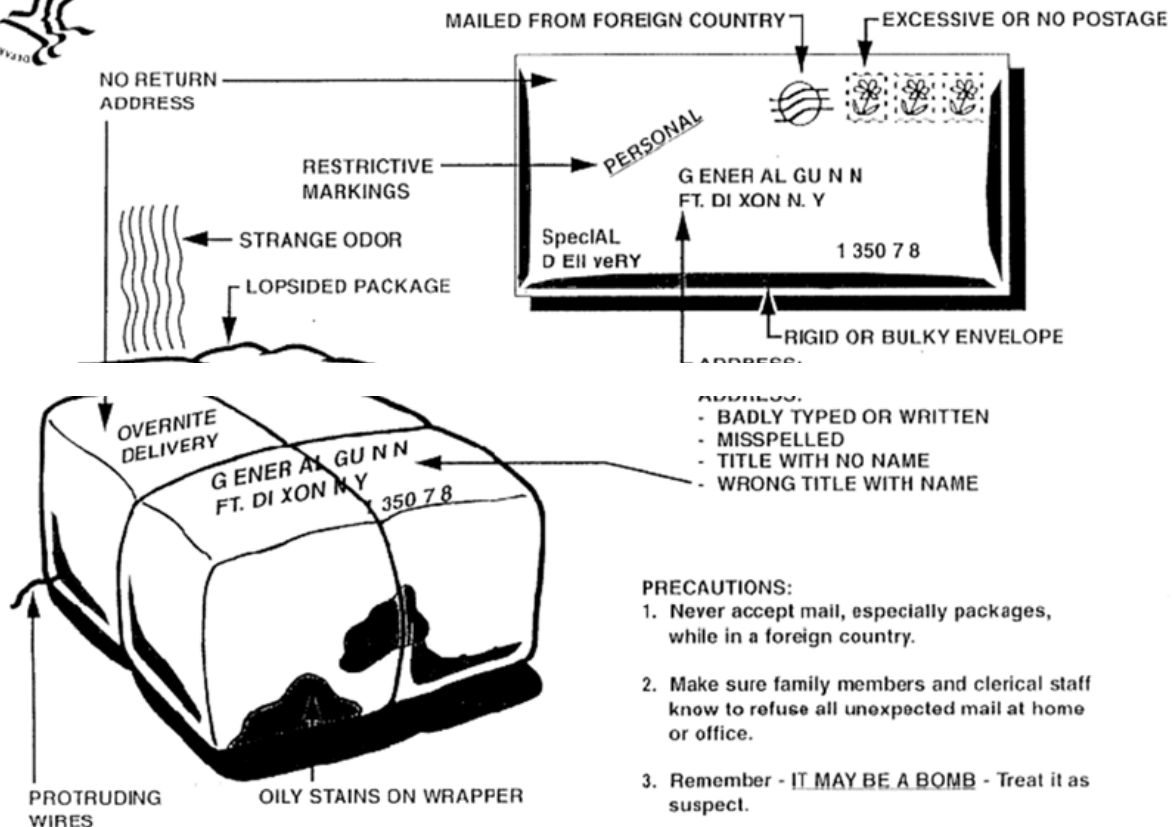 MAILED FROM FOREIGN COUNTRY
EXCESSIVE OR NO POSTAGE
NO RETURN
ADDRESS
PERSONAL
RESTRICTIVE
MARKINGS
G ENER AL GU N N
FT. DI XON N. Y
STRANGE ODOR
SpecIAL
D EIl veRY
1 350 7 8
LOPSIDED PACKAGE
RIGID OR BULKY ENVELOPE
ADDRESS:
- BADLY TYPED OR WRITTEN
- MISSPELLED
- TITLE WITH NO NAME
- WRONG TITLE WITH NAME
OVERNITE
DELIVERY
G ENER AL GU N N
FT. DI XON N Y
1 350 7 8
PRECAUTIONS:
1. Never accept mail, especially packages,
while in a foreign country.
2. Make sure family members and clerical staff
know to refuse all unexpected mail at home
or office.
3. Remember - IT MAY BE A BOMB - Treat it as
suspect.
PROTRUDING
WIRES
OILY STAINS ON WRAPPER